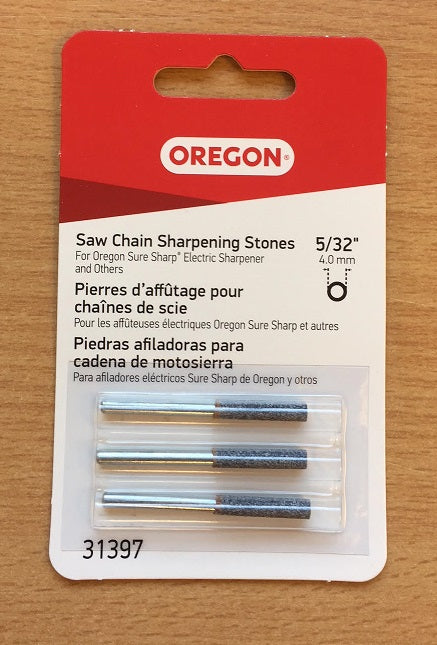 OREGON®
Saw Chain Sharpening Stones 5/32"
For Oregon Sure Sharp® Electric Sharpener 4.0 mm
and Others
Pierres d'affûtage pour
chaînes de scie
Pour les affûteuses électriques Oregon Sure Sharp et autres
Piedras afiladoras para
cadena de motosierra
Para afiladores eléctricos Sure Sharp de Oregon y otros
31397